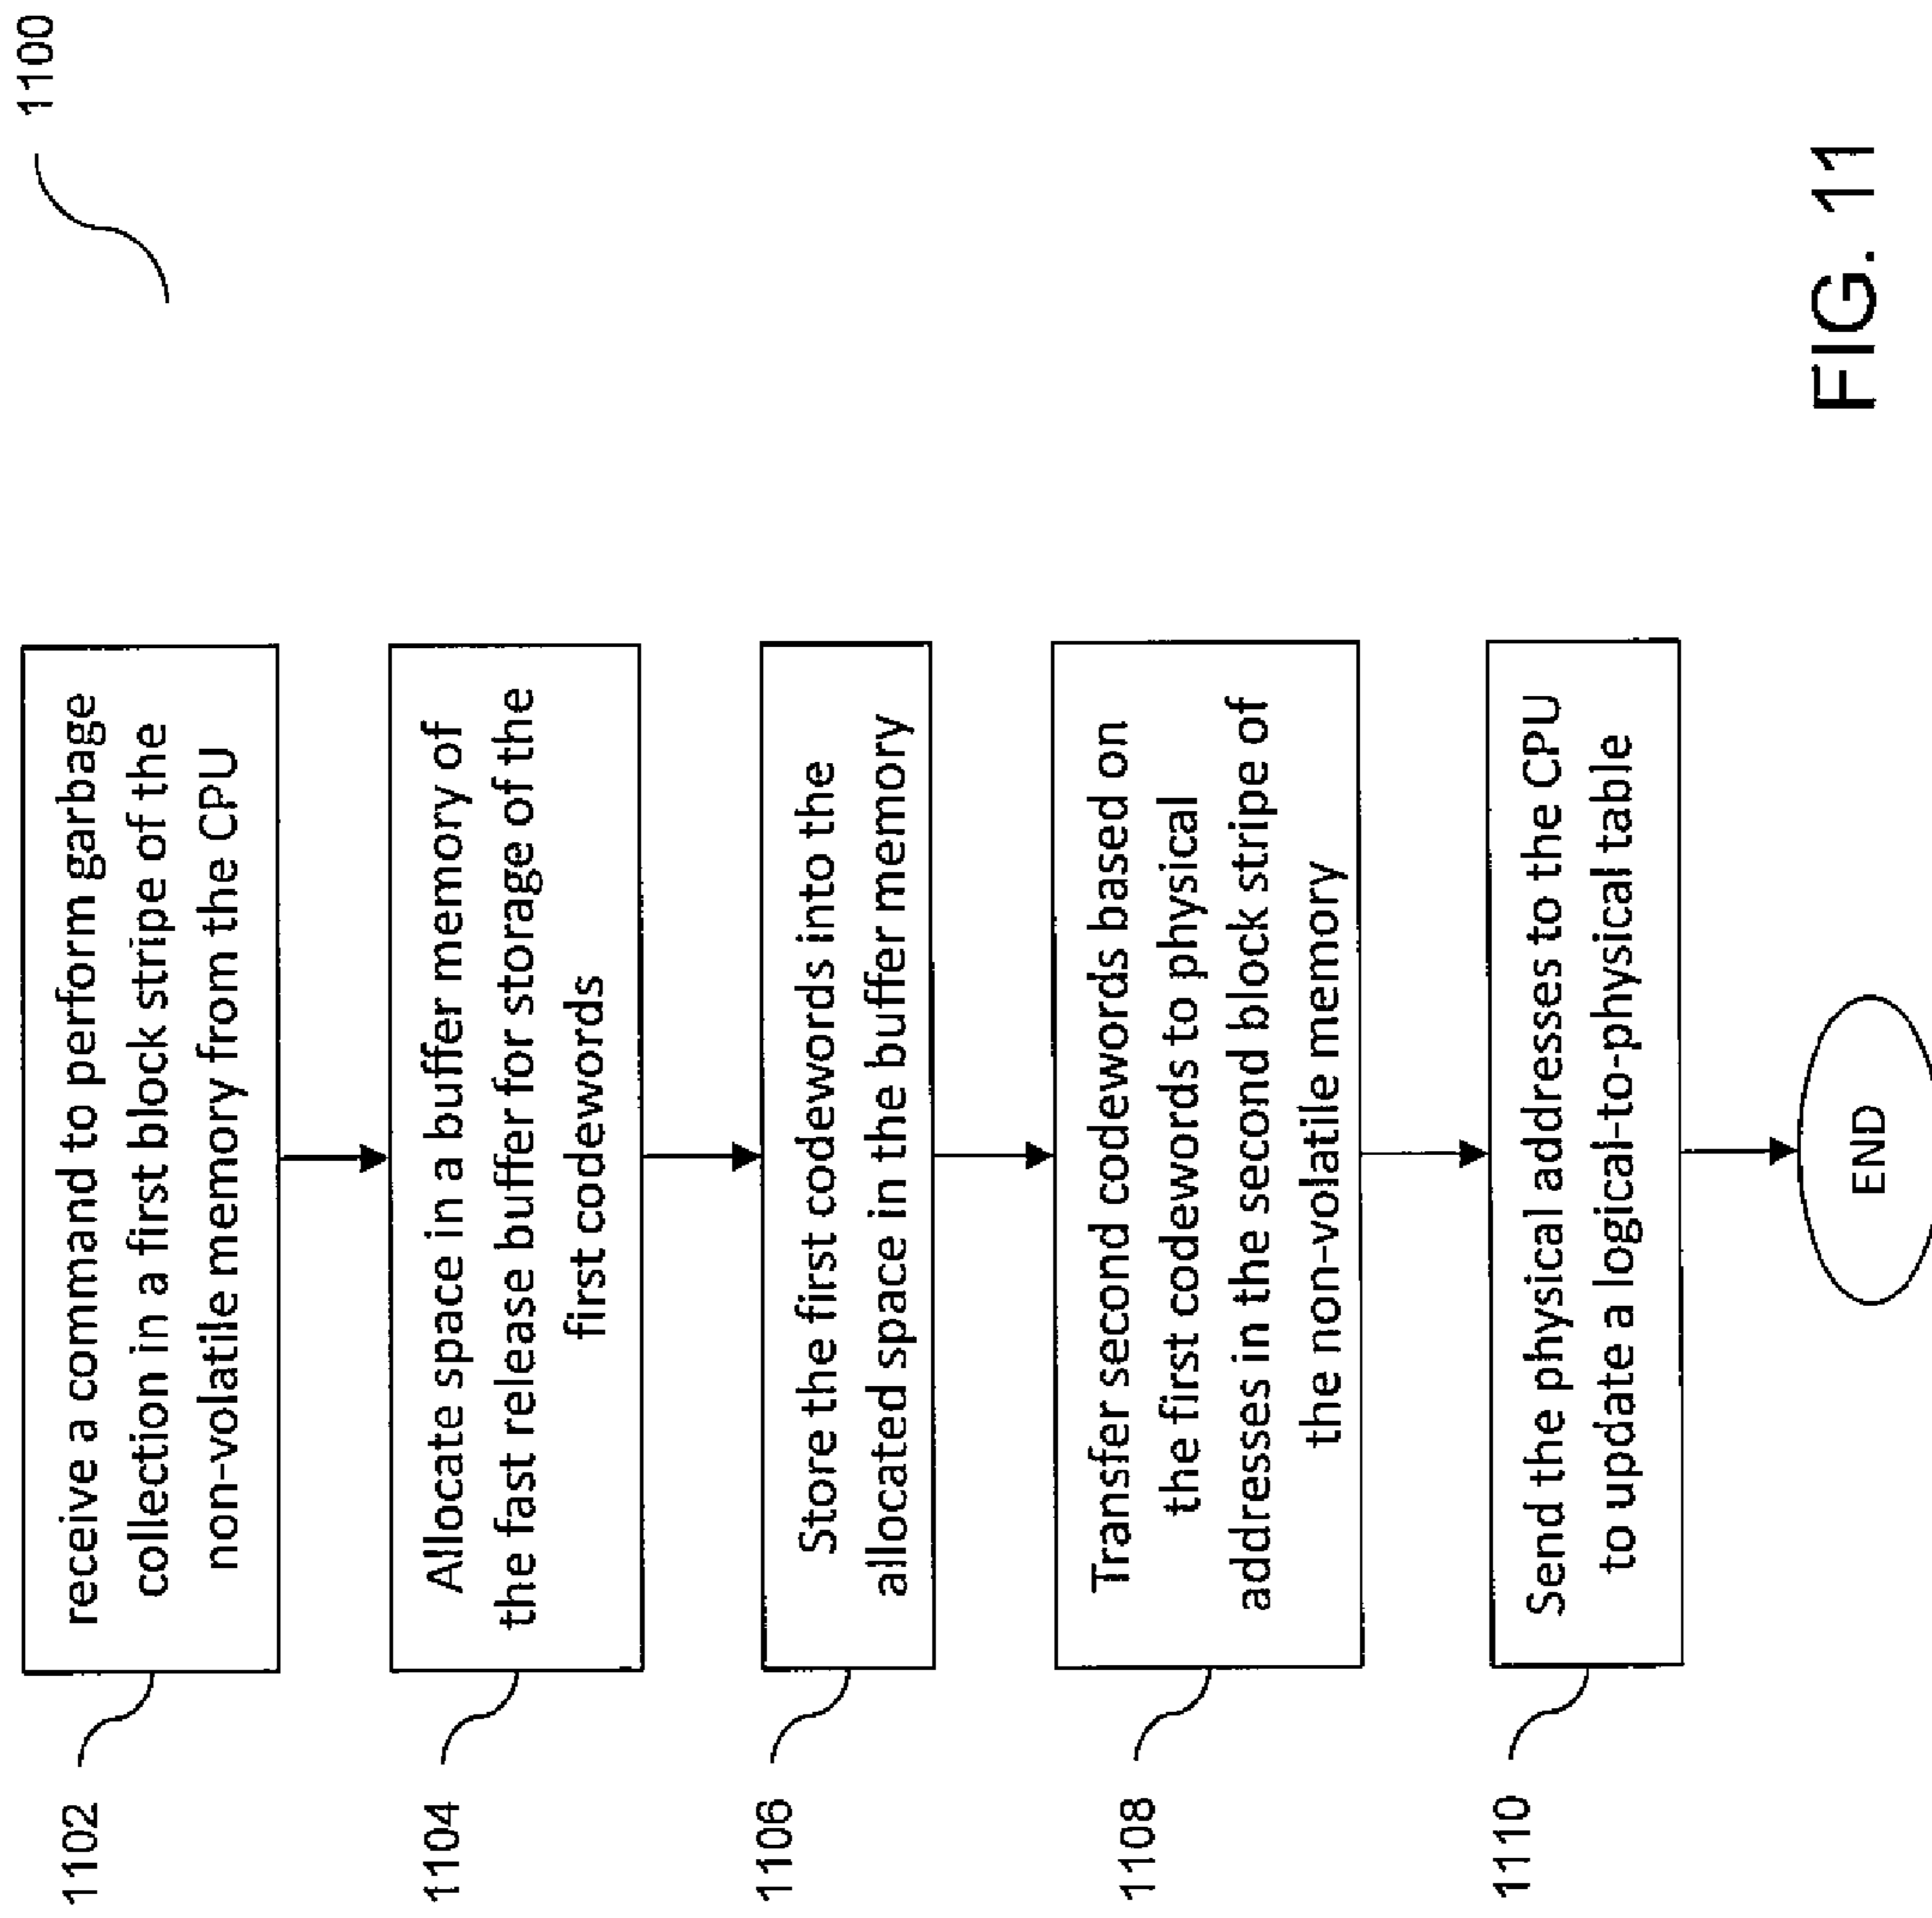 1100
1102
receive a command to perform garbage
collection in a first block stripe of the
non-volatile memory from the CPU
1104
Allocate space in a buffer memory of
the fast release buffer for storage of the
first codewords
1106
Store the first codewords into the
allocated space in the buffer memory
1108
Transfer second codewords based on
the first codewords to physical
addresses in the second block stripe of
the non-volatile memory
1110
Send the physical addresses to the CPU
to update a logical-to-physical table
END
FIG. 11